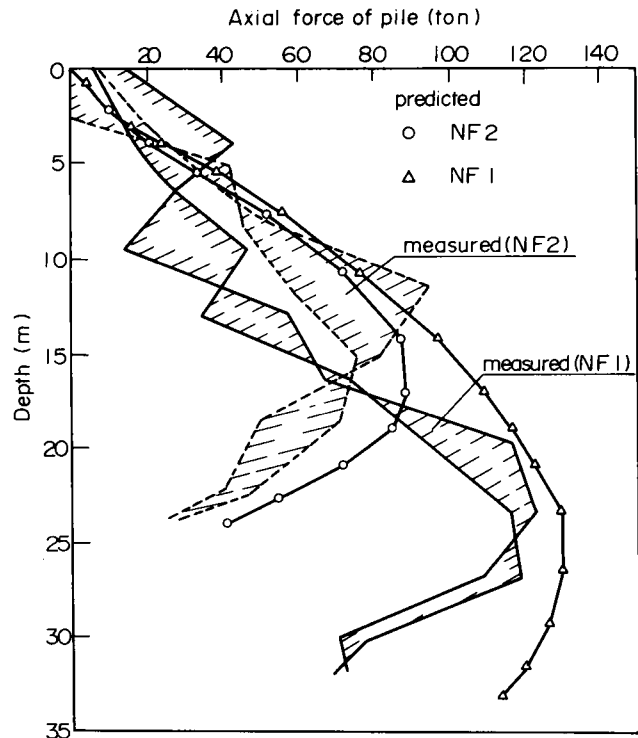 Axial force of pile (ton)
0 20 40 60 80 100 120 140
predicted
NF2
NF1
5
measured (NF2)
10
measured (NF1)
15
20
25
30
35
Depth (m)